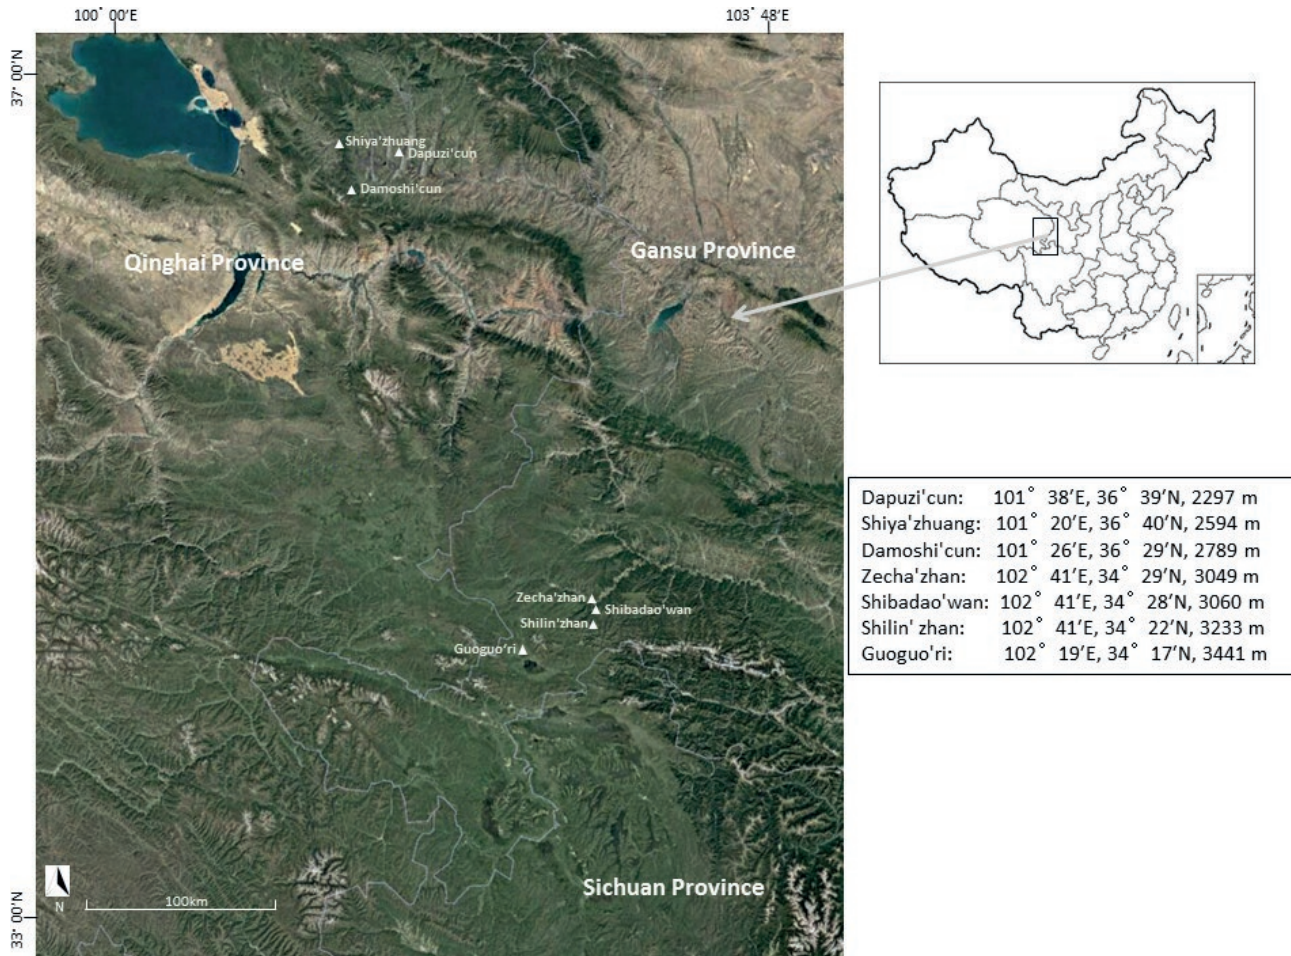 100° 00′E
103° 48′E
37° 00′N
Shiya'zhuang
Dapuzi'cun
Damoshi'cun
Qinghai Province
Gansu Province
Zecha'zhan
Shibadao'wan
Shilin'zhan
Guoguo'ri
Sichuan Province
N
100km
33° 00′N
Dapuzi'cun: 101° 38′E, 36° 39′N, 2297 m
Shiya'zhuang: 101° 20′E, 36° 40′N, 2594 m
Damoshi'cun: 101° 26′E, 36° 29′N, 2789 m
Zecha'zhan: 102° 41′E, 34° 29′N, 3049 m
Shibadao'wan: 102° 41′E, 34° 28′N, 3060 m
Shilin' zhan: 102° 41′E, 34° 22′N, 3233 m
Guoguo'ri: 102° 19′E, 34° 17′N, 3441 m